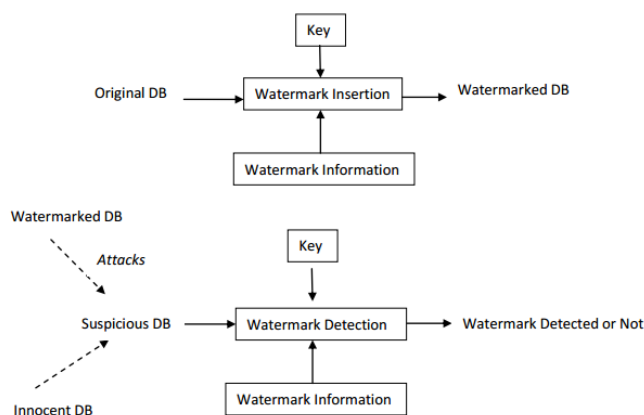 Key
Original DB
Watermark Insertion
Watermarked DB
Watermark Information
Watermarked DB
Attacks
Key
Suspicious DB
Watermark Detection
Watermark Detected or Not
Watermark Information
Innocent DB